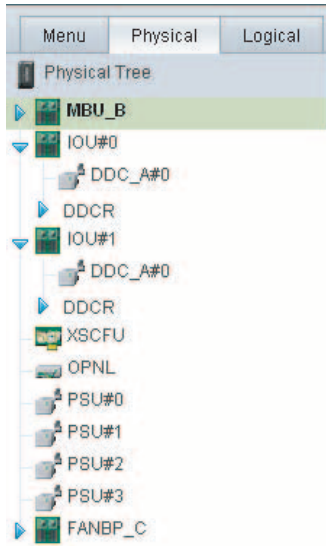 Menu Physical Logical
Physical Tree
MBU_B
IOU#0
DDC_A#0
DDCR
IOU#1
DDC_A#0
DDCR
XSCFU
OPNL
PSU#0
PSU#1
PSU#2
PSU#3
FANBP_C